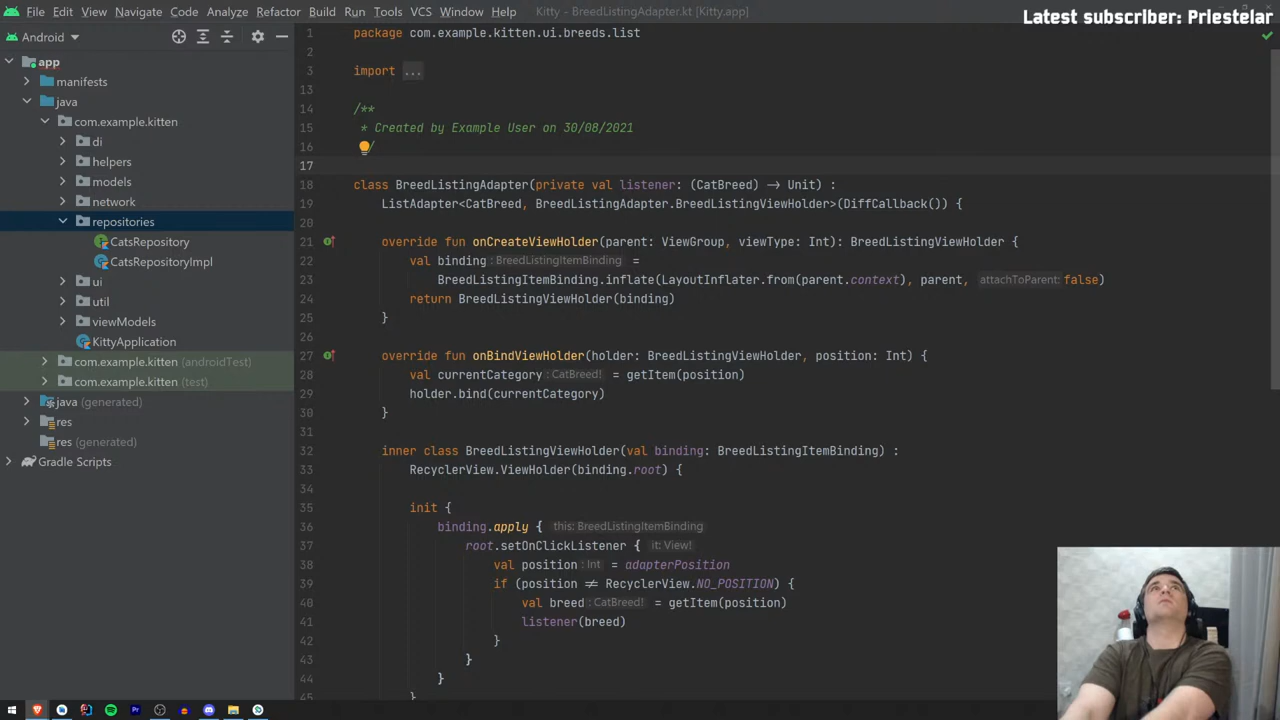 File Edit View Navigate Code Analyze Refactor Build Run Tools VCS Window Help Kitty - BreedListingAdapter.kt [Kitty.app]
Latest subscriber: Priestelar
Android
app
manifests
java
com.example.kitten
di
helpers
models
network
repositories
CatsRepository
CatsRepositoryImpl
ui
util
viewModels
KittyApplication
com.example.kitten (androidTest)
com.example.kitten (test)
java (generated)
res
res (generated)
Gradle Scripts
1 package com.example.kitten.ui.breeds.list
2
3 import ...
13
14 /**
15 * Created by Example User on 30/08/2021
16 */
17
18 class BreedListingAdapter(private val listener: (CatBreed) -> Unit) :
19 ListAdapter<CatBreed, BreedListingAdapter.BreedListingViewHolder>(DiffCallback()) {
20
21 override fun onCreateViewHolder(parent: ViewGroup, viewType: Int): BreedListingViewHolder {
22 val binding : BreedListingItemBinding =
23 BreedListingItemBinding.inflate(LayoutInflater.from(parent.context), parent, attachToParent: false)
24 return BreedListingViewHolder(binding)
25 }
26
27 override fun onBindViewHolder(holder: BreedListingViewHolder, position: Int) {
28 val currentCategory : CatBreed! = getItem(position)
29 holder.bind(currentCategory)
30 }
31
32 inner class BreedListingViewHolder(val binding: BreedListingItemBinding) :
33 RecyclerView.ViewHolder(binding.root) {
34
35 init {
36 binding.apply { this: BreedListingItemBinding
37 root.setOnClickListener { it: View!
38 val position : Int = adapterPosition
39 if (position ≠ RecyclerView.NO_POSITION) {
40 val breed : CatBreed! = getItem(position)
41 listener(breed)
42 }
43 }
44 }
45 }